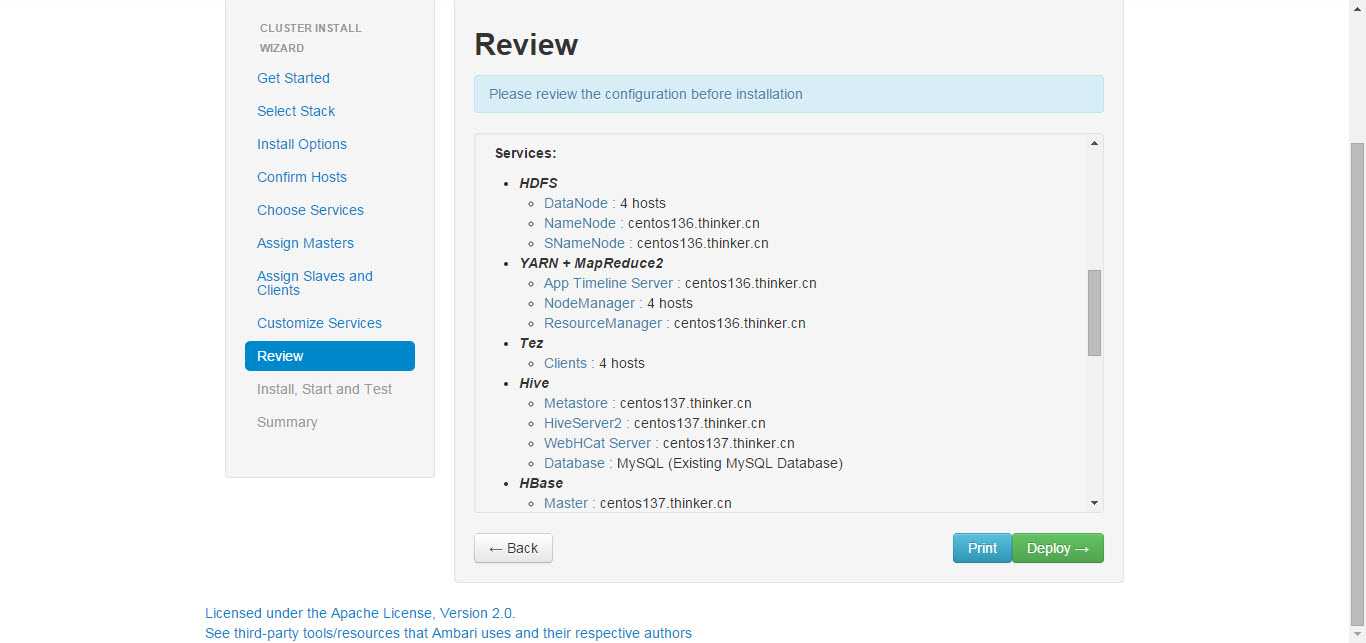 CLUSTER INSTALL
WIZARD
Get Started
Select Stack
Install Options
Confirm Hosts
Choose Services
Assign Masters
Assign Slaves and
Clients
Customize Services
Review
Install, Start and Test
Summary
Review
Please review the configuration before installation
Services:
HDFS
DataNode : 4 hosts
NameNode : centos136.thinker.cn
SNameNode : centos136.thinker.cn
YARN + MapReduce2
App Timeline Server : centos136.thinker.cn
NodeManager : 4 hosts
ResourceManager : centos136.thinker.cn
Tez
Clients : 4 hosts
Hive
Metastore : centos137.thinker.cn
HiveServer2 : centos137.thinker.cn
WebHCat Server : centos137.thinker.cn
Database : MySQL (Existing MySQL Database)
HBase
Master : centos137.thinker.cn
← Back
Print
Deploy →
Licensed under the Apache License, Version 2.0.
See third-party tools/resources that Ambari uses and their respective authors